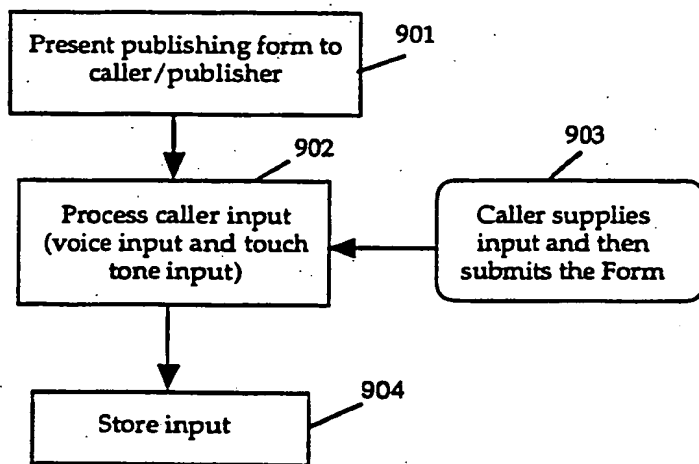 Present publishing form to
caller/publisher
901
902
903
Process caller input
(voice input and touch
tone input)
Caller supplies
input and then
submits the Form
904
Store input